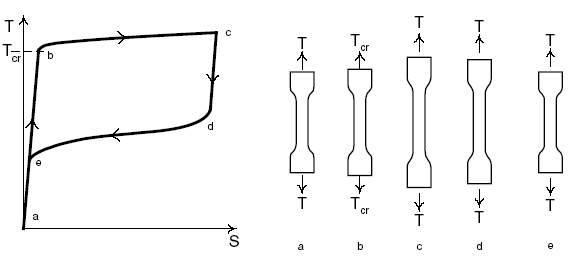 T
T T T_cr T T T
T_cr b c
d
e
a
S
T T_cr T T T
a b c d e